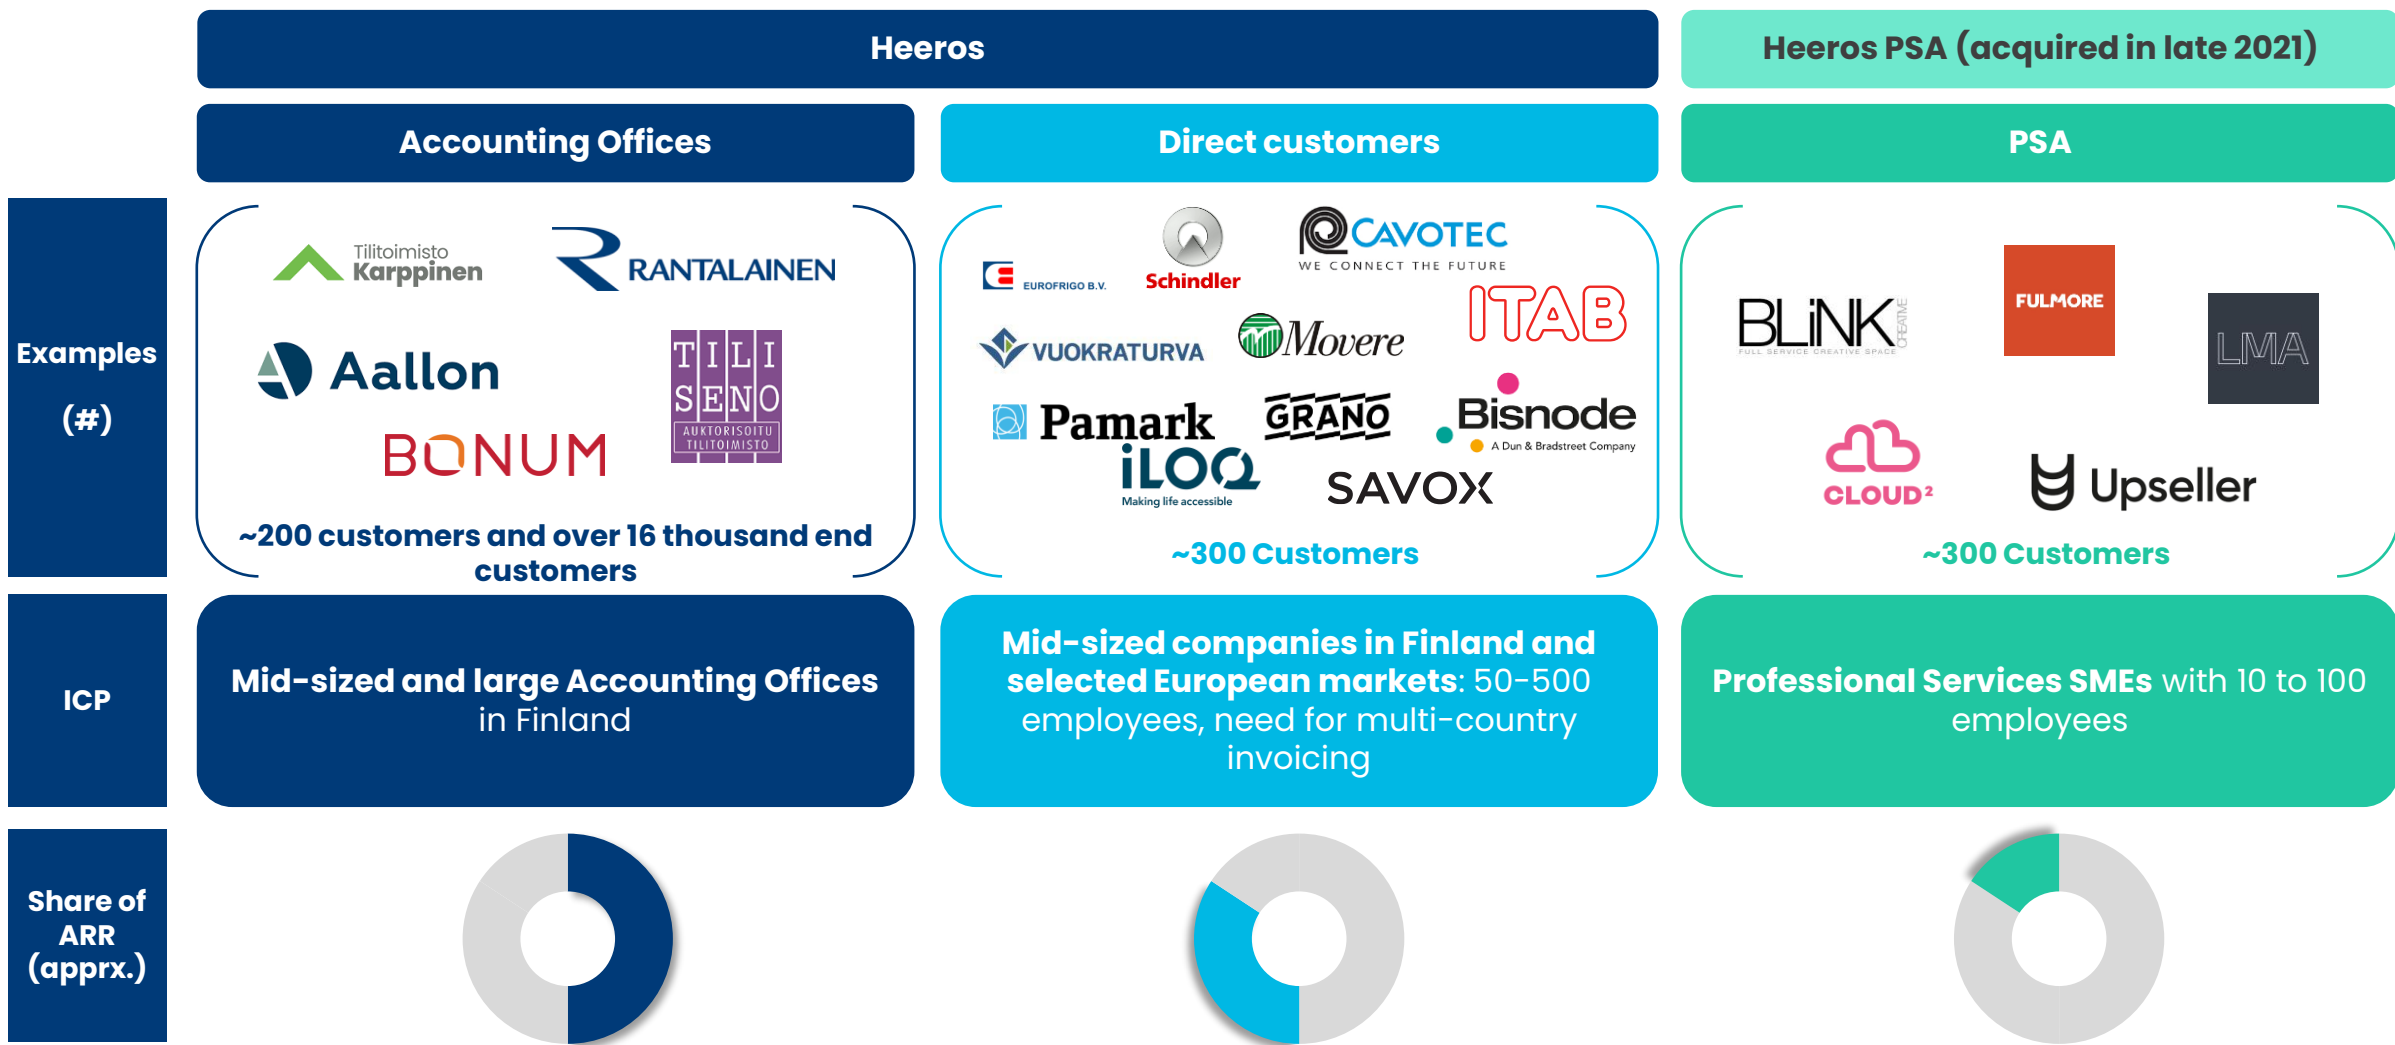 Heeros
Heeros PSA (acquired in late 2021)
Accounting Offices
Direct customers
PSA
Examples
(#)
Tilitoimisto
Karppinen
RANTALAINEN
Aallon
TILI
SENO
AUKTORISOITU
TILITOIMISTO
BONUM
~200 customers and over 16 thousand end
customers
Schindler
CAVOTEC
WE CONNECT THE FUTURE
EUROFRIGO B.V.
ITAB
VUOKRATURVA
Movere
Pamark
GRANO
Bisnode
A Dun & Bradstreet Company
iLOQ
Making life accessible
SAVOX
~300 Customers
BLiNK
CREATIVE
FULL SERVICE CREATIVE SPACE
FULMORE
LMA
CLOUD²
Upseller
~300 Customers
ICP
Mid-sized and large Accounting Offices
in Finland
Mid-sized companies in Finland and
selected European markets: 50-500
employees, need for multi-country
invoicing
Professional Services SMEs with 10 to 100
employees
Share of
ARR
(apprx.)